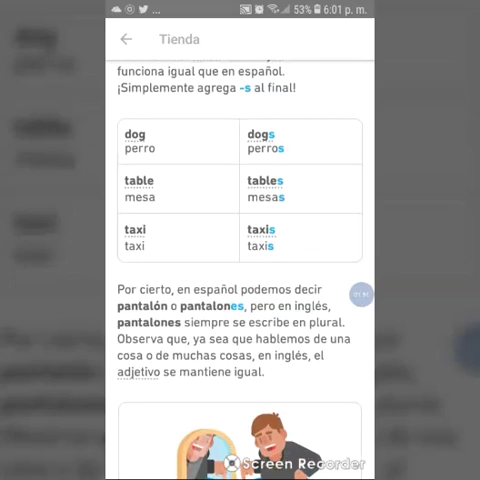 53% 6:01 p. m.
Tienda
funciona igual que en español.
¡Simplemente agrega -s al final!
dog dogs
perro perros
table tables
mesa mesas
taxi taxis
taxi taxis
Por cierto, en español podemos decir
pantalón o pantalones, pero en inglés,
pantalones siempre se escribe en plural.
Observa que, ya sea que hablemos de una
cosa o de muchas cosas, en inglés, el
adjetivo se mantiene igual.
Screen Recorder